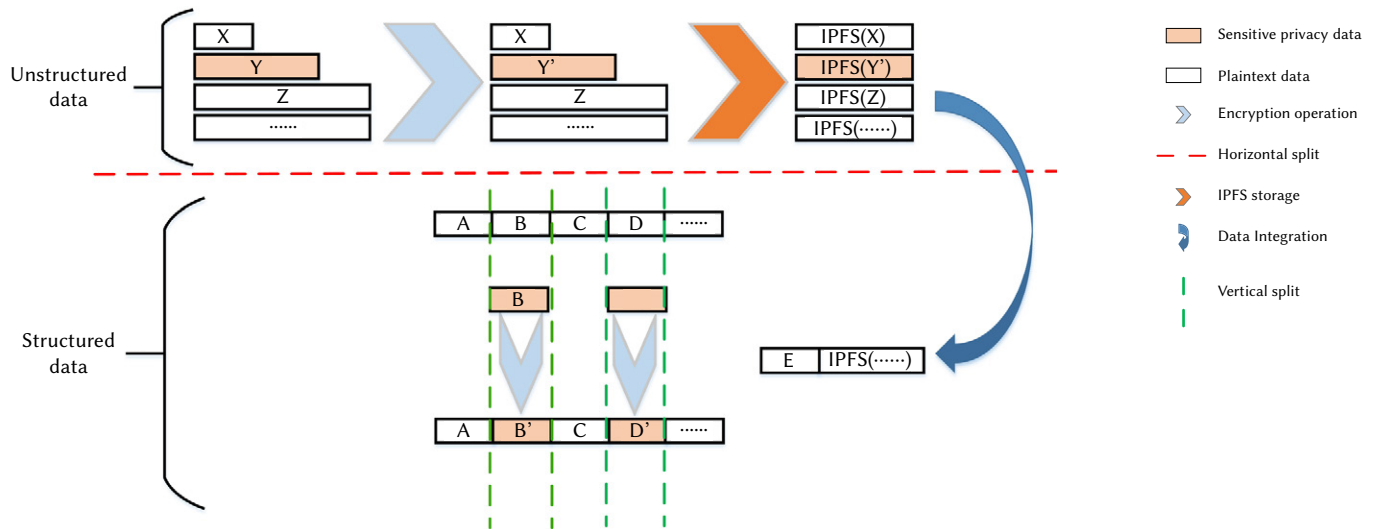 X
Y
Z
......
X
Y'
Z
......
IPFS(X)
IPFS(Y')
IPFS(Z)
IPFS(......)
Unstructured
data
Sensitive privacy data
Plaintext data
Encryption operation
Horizontal split
IPFS storage
Data Integration
Vertical split
A B C D ......
B
Structured
data
E IPFS(......)
A B' C D' ......